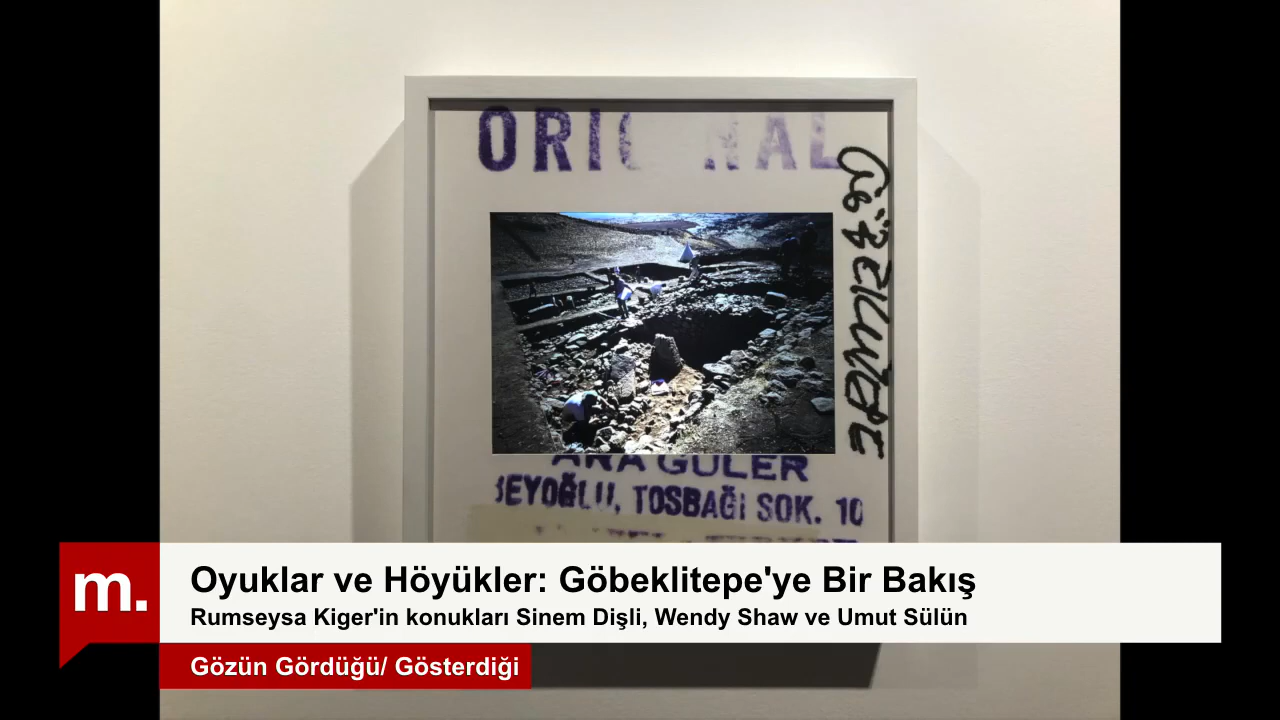 ORIG NAL
ARA GÜLER
BEYOĞLU, TOSBAĞI SOK. 10
m.
Oyuklar ve Höyükler: Göbeklitepe'ye Bir Bakış
Rumseysa Kiger'in konukları Sinem Dişli, Wendy Shaw ve Umut Sülün
Gözün Gördüğü/ Gösterdiği